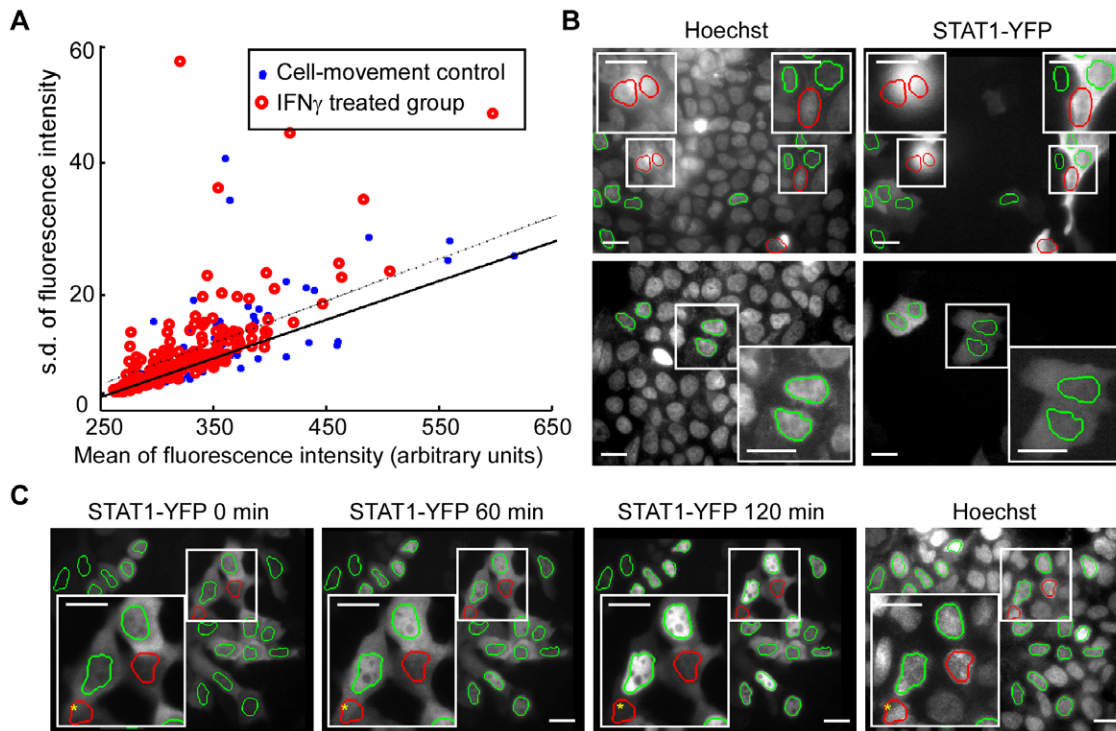 A
s.d. of fluorescence intensity
60
40
20
0
Cell-movement control
IFNγ treated group
250
350
450
550
650
Mean of fluorescence intensity (arbitrary units)
B
Hoechst
STAT1-YFP
C
STAT1-YFP 0 min
STAT1-YFP 60 min
STAT1-YFP 120 min
Hoechst
*
*
*
*